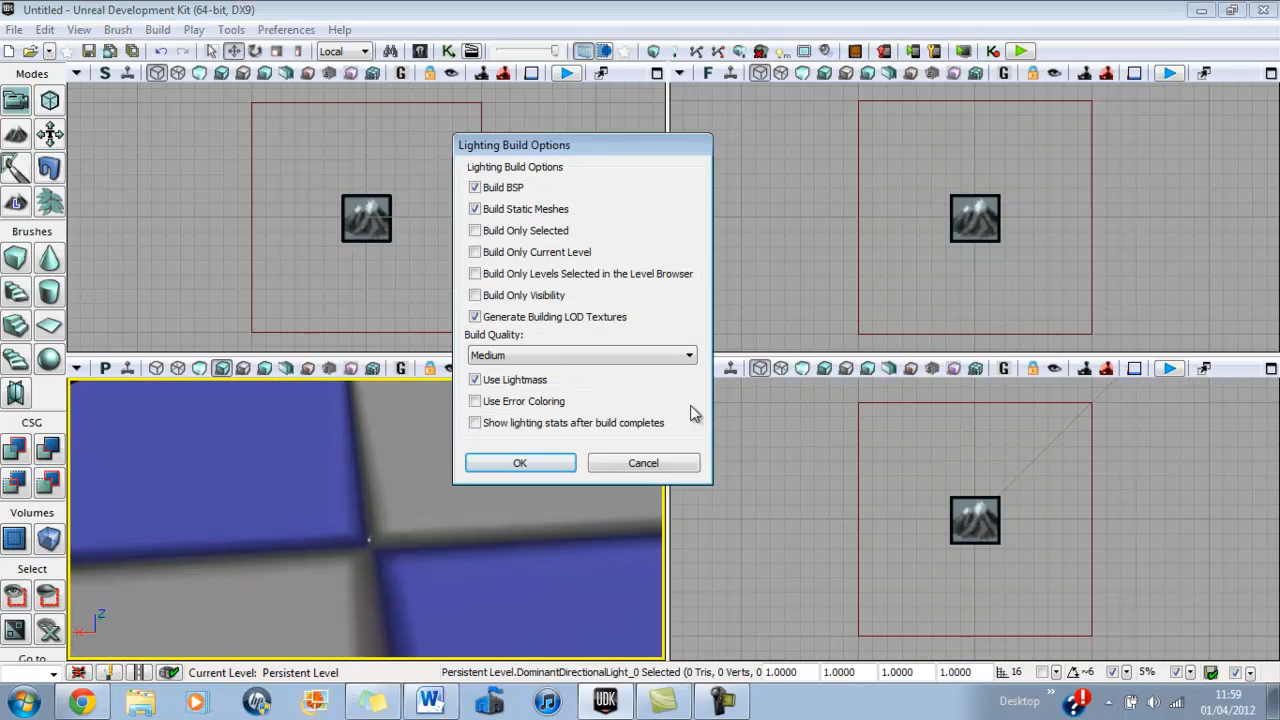 Untitled - Unreal Development Kit (64-bit, DX9)
File Edit View Brush Build Play Tools Preferences Help
Local
Modes
S
G
F
G
Brushes
CSG
Volumes
Select
Go to
P
G
G
Z
X
Lighting Build Options
Lighting Build Options
Build BSP
Build Static Meshes
Build Only Selected
Build Only Current Level
Build Only Levels Selected in the Level Browser
Build Only Visibility
Generate Building LOD Textures
Build Quality:
Medium
Use Lightmass
Use Error Coloring
Show lighting stats after build completes
OK Cancel
Current Level: Persistent Level
Persistent Level.DominantDirectionalLight_0 Selected (0 Tris, 0 Verts, 0
1.0000 1.0000 1.0000 1.0000 16 ~6 5%
W UDK Desktop 11:59
01/04/2012